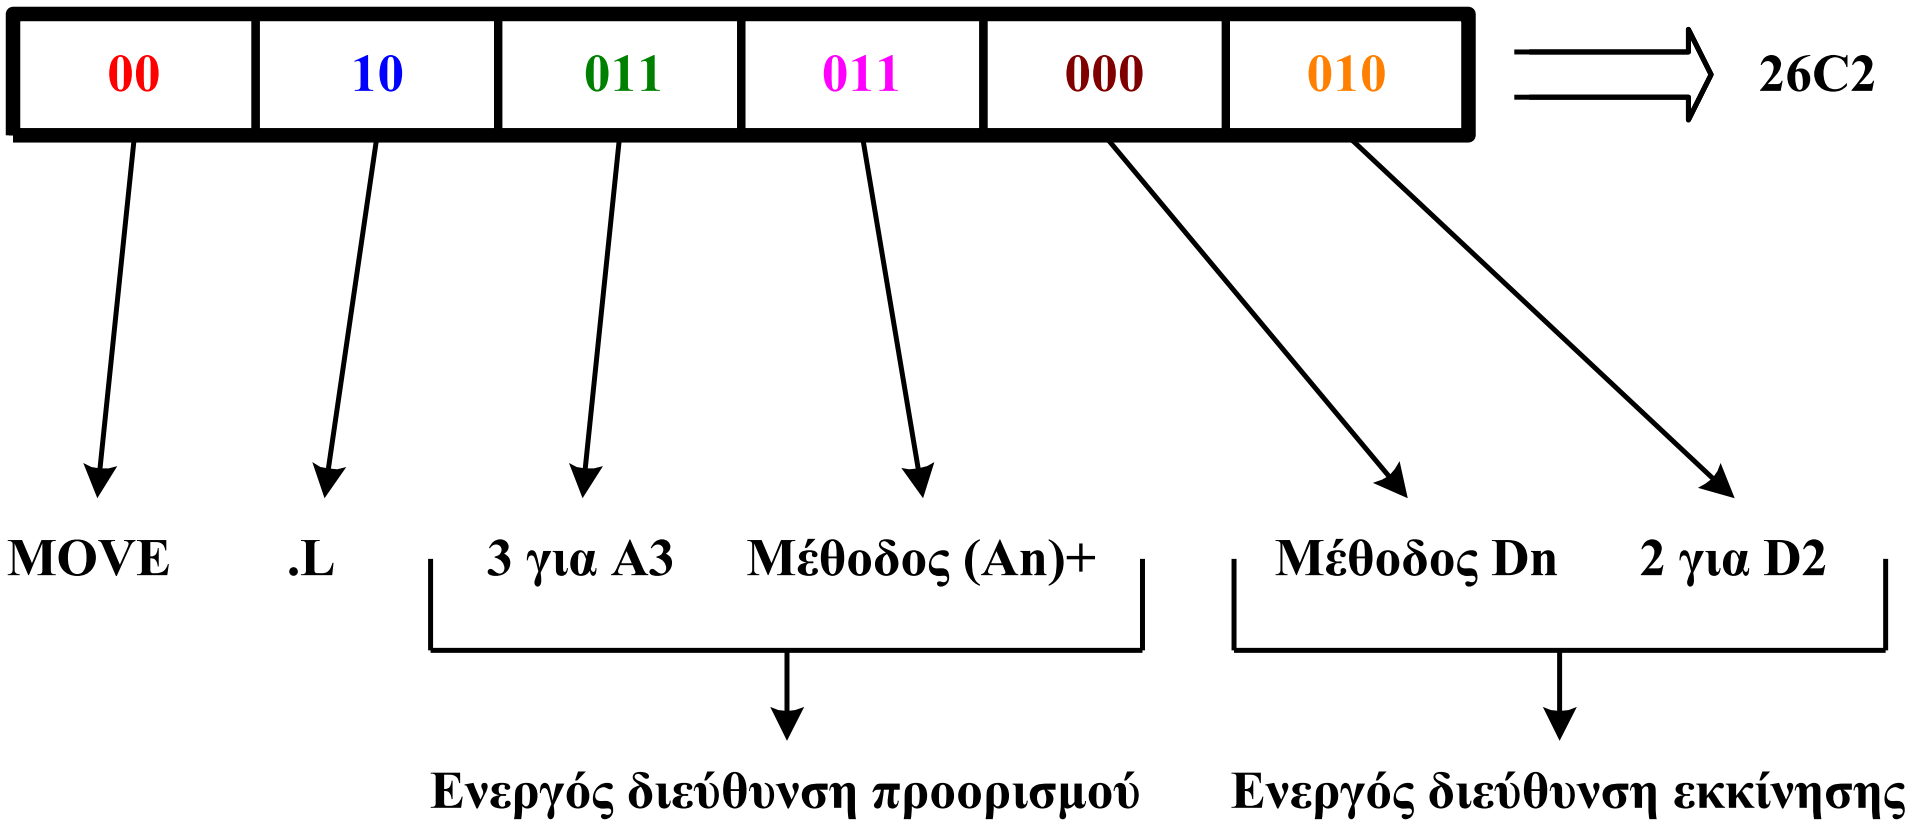 00 10 011 011 000 010 26C2
MOVE .L 3 για A3 Μέθοδος (An)+ Μέθοδος Dn 2 για D2
Ενεργός διεύθυνση προορισμού Ενεργός διεύθυνση εκκίνησης